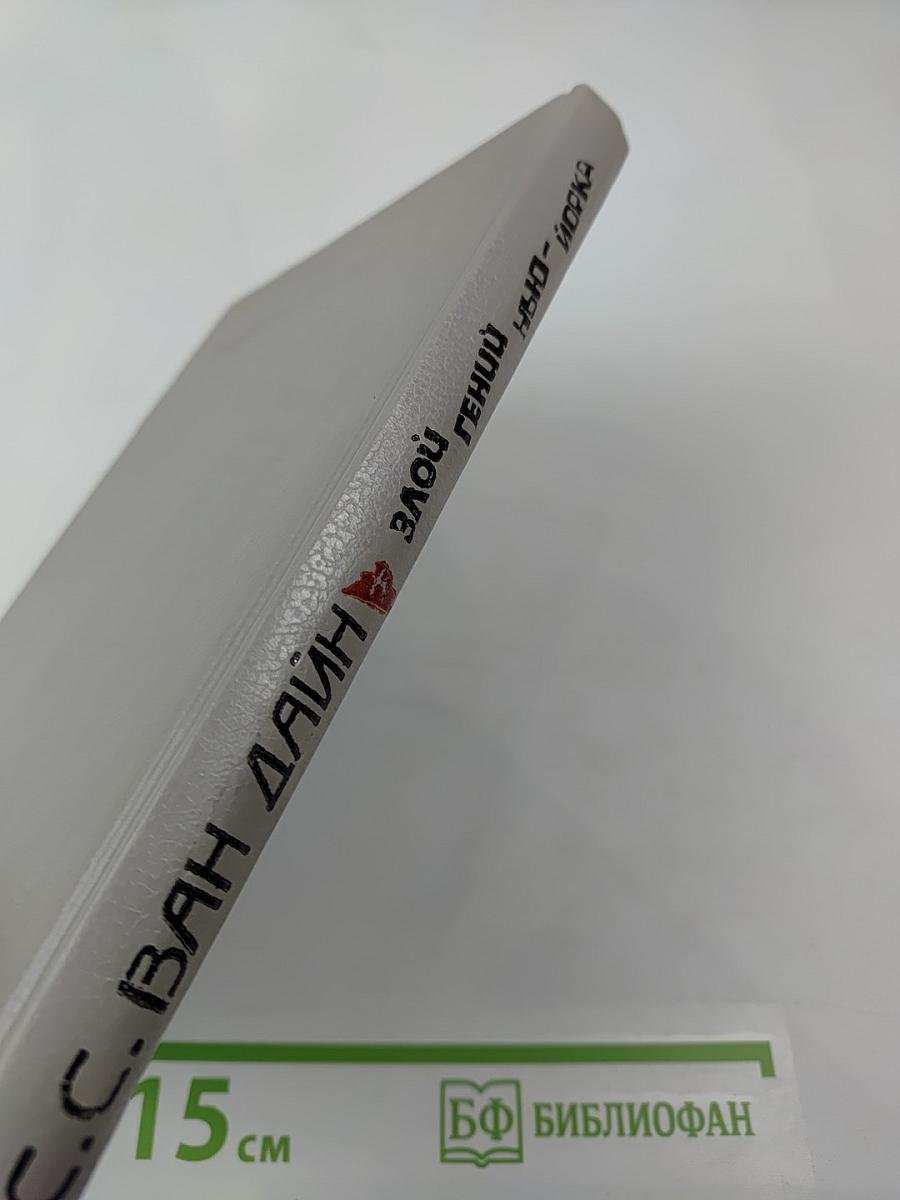 С.С. ВАН ДАЙН ЗЛОЙ ГЕНИЙ НЬЮ-ЙОРКА
15 см
БФ БИБЛИОФАН